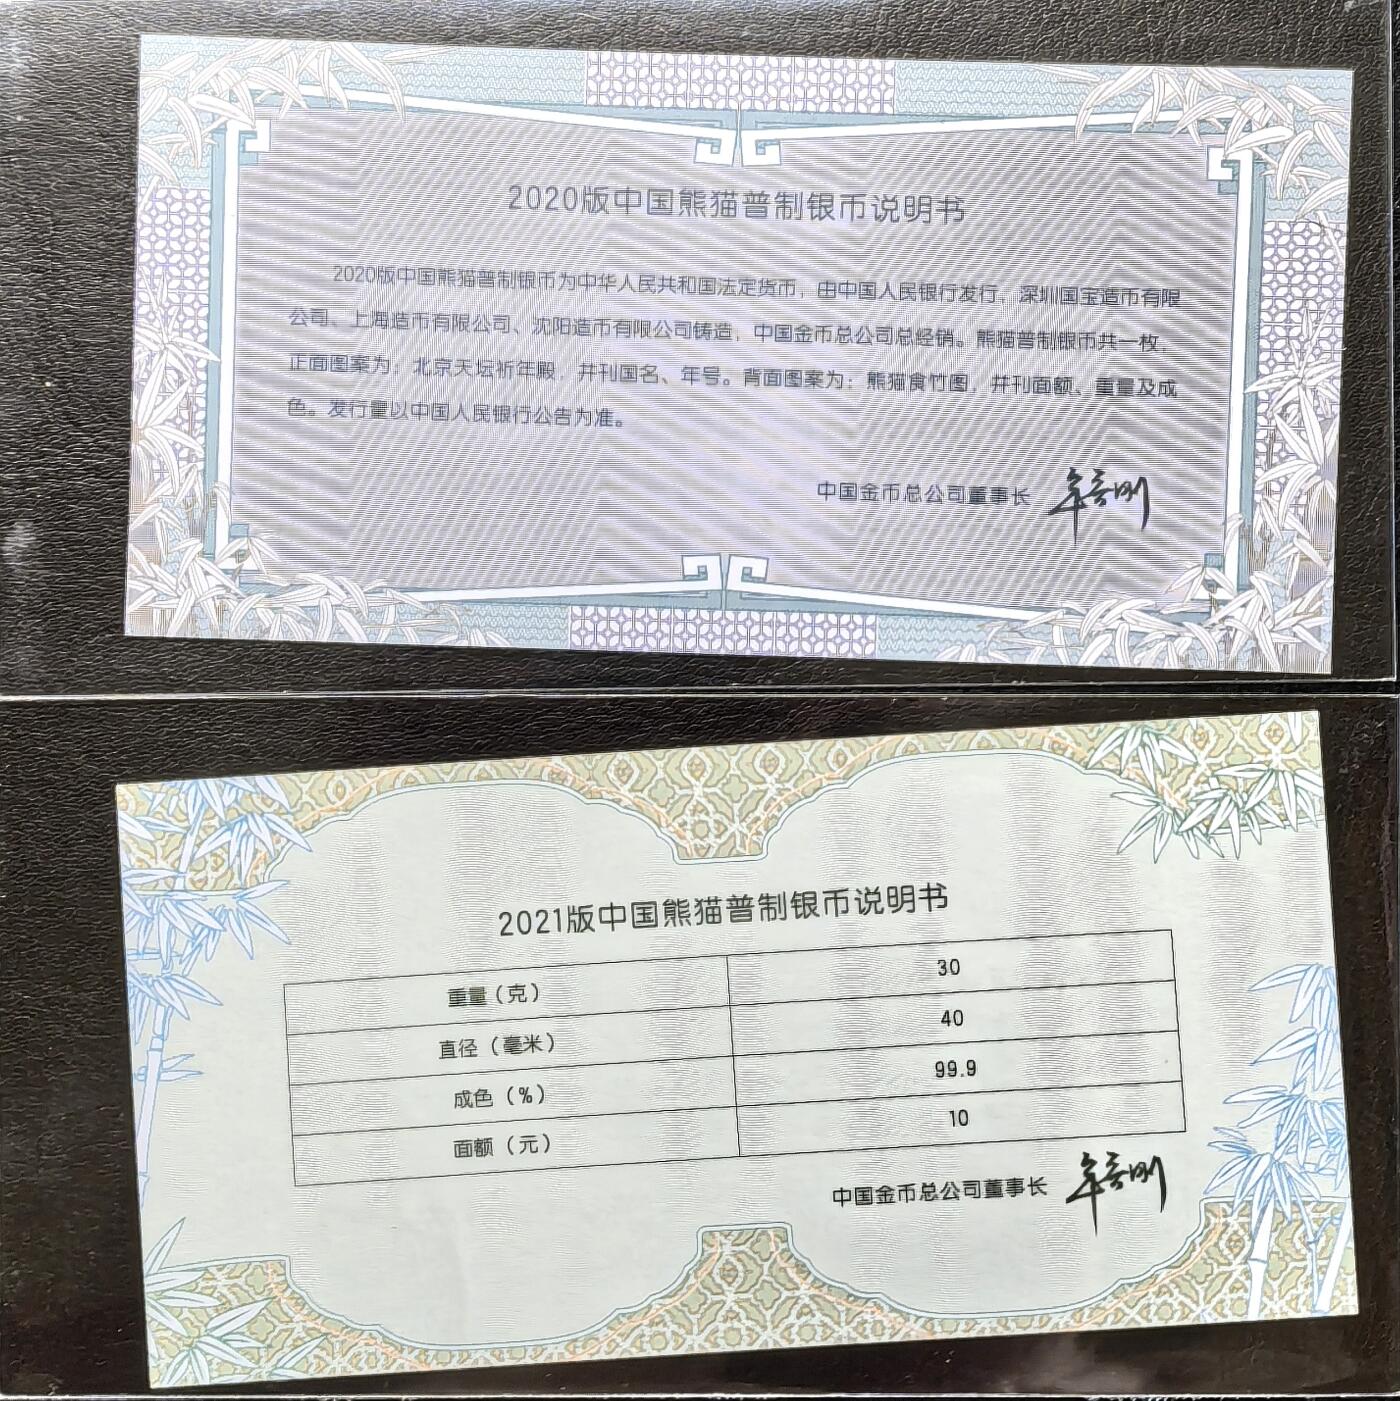 2020版中国熊猫普制银币说明书
2020版中国熊猫普制银币为中华人民共和国法定货币，由中国人民银行发行，深圳国宝造币有限
公司、上海造币有限公司、沈阳造币有限公司铸造，中国金币总公司总经销。熊猫普制银币共一枚，
正面图案为：北京天坛祈年殿，并刊国名、年号。背面图案为：熊猫食竹图，并刊面额、重量及成
色。发行量以中国人民银行公告为准。
中国金币总公司董事长
2021版中国熊猫普制银币说明书
重量（克） 30
直径（毫米） 40
成色（%） 99.9
面额（元） 10
中国金币总公司董事长